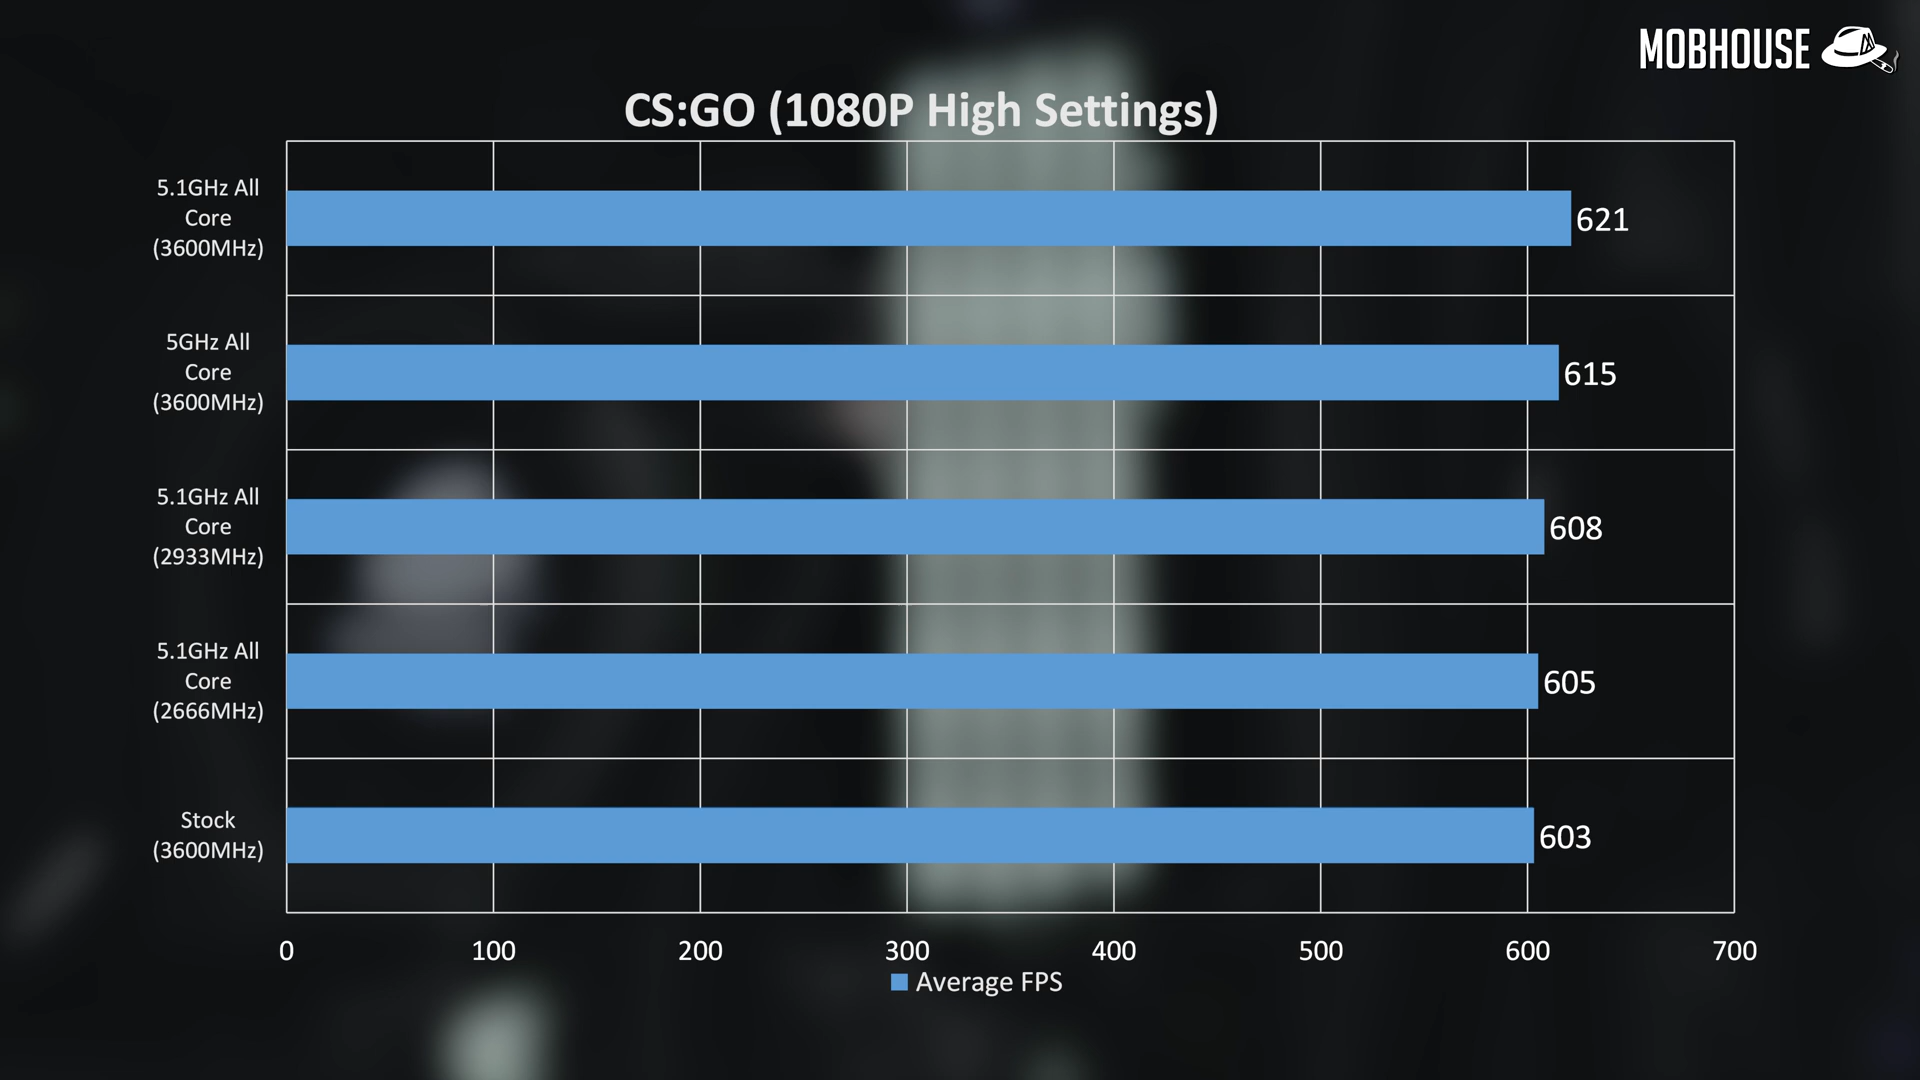 MOBHOUSE
CS:GO (1080P High Settings)
5.1GHz All
Core
(3600MHz)
621
5GHz All
Core
(3600MHz)
615
5.1GHz All
Core
(2933MHz)
608
5.1GHz All
Core
(2666MHz)
605
Stock
(3600MHz)
603
0 100 200 300 400 500 600 700
Average FPS